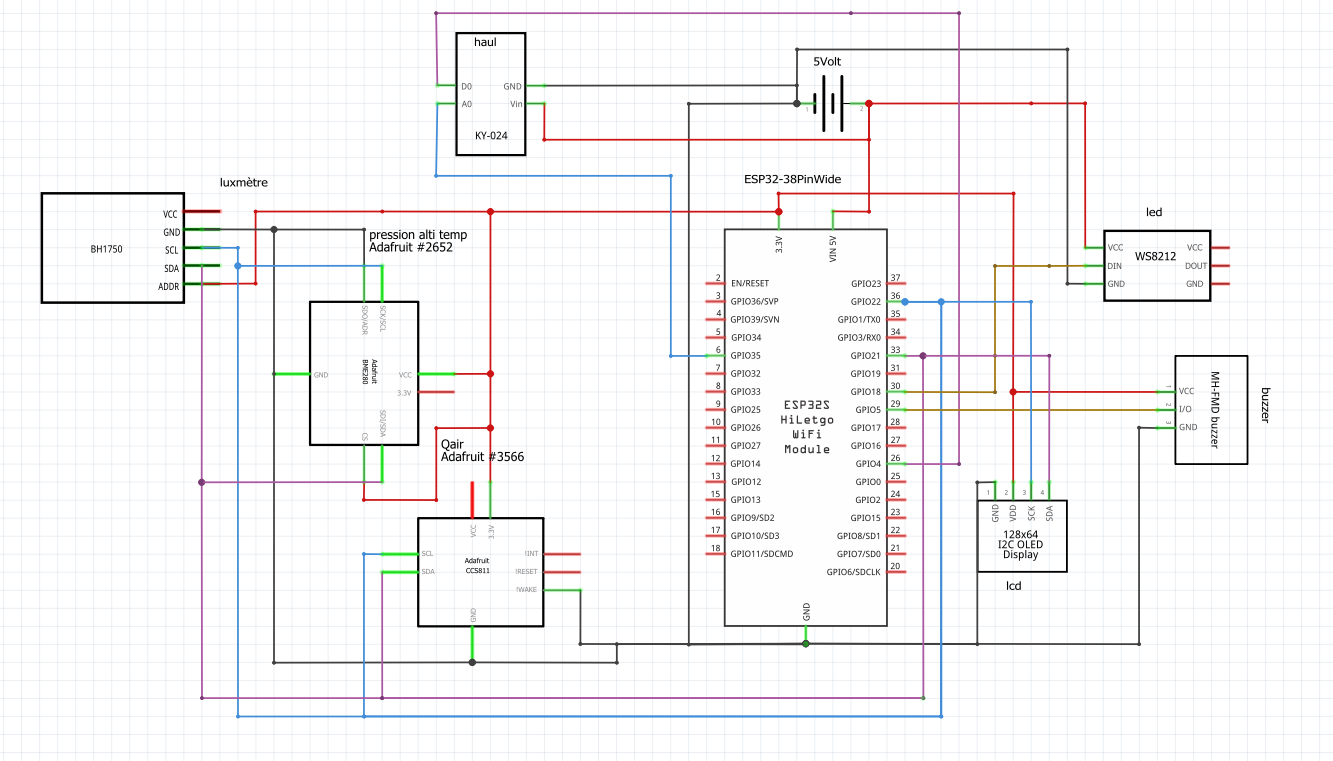 haul
D0
A0
GND
Vin
KY-024
5Volt
1
2
luxmètre
BH1750
VCC
GND
SCL
SDA
ADDR
pression alti temp
Adafruit #2652
SDO/ADR
SCK/SCL
GND
Adafruit
BME280
VCC
3.3V
CS
SDI/SDA
Qair
Adafruit #3566
VCC
3.3V
SCL
SDA
Adafruit
CCS811
!INT
!RESET
!WAKE
GND
ESP32-38PinWide
3.3V
VIN 5V
2 EN/RESET
3 GPIO36/SVP
4 GPIO39/SVN
5 GPIO34
6 GPIO35
7 GPIO32
8 GPIO33
9 GPIO25
10 GPIO26
11 GPIO27
12 GPIO14
13 GPIO12
15 GPIO13
16 GPIO9/SD2
17 GPIO10/SD3
18 GPIO11/SDCMD
ESP32S
HiLetgo
WiFi
Module
GPIO23 37
GPIO22 36
GPIO1/TX0 35
GPIO3/RX0 34
GPIO21 33
GPIO19 31
GPIO18 30
GPIO5 29
GPIO17 28
GPIO16 27
GPIO4 26
GPIO0 25
GPIO2 24
GPIO15 23
GPIO8/SD1 22
GPIO7/SD0 21
GPIO6/SDCLK 20
GND
led
VCC
DIN
GND
WS8212
VCC
DOUT
GND
1 VCC
2 I/O
3 GND
MH-FMD buzzer
buzzer
1 2 3 4
GND VDD SCK SDA
128x64
I2C OLED
Display
lcd